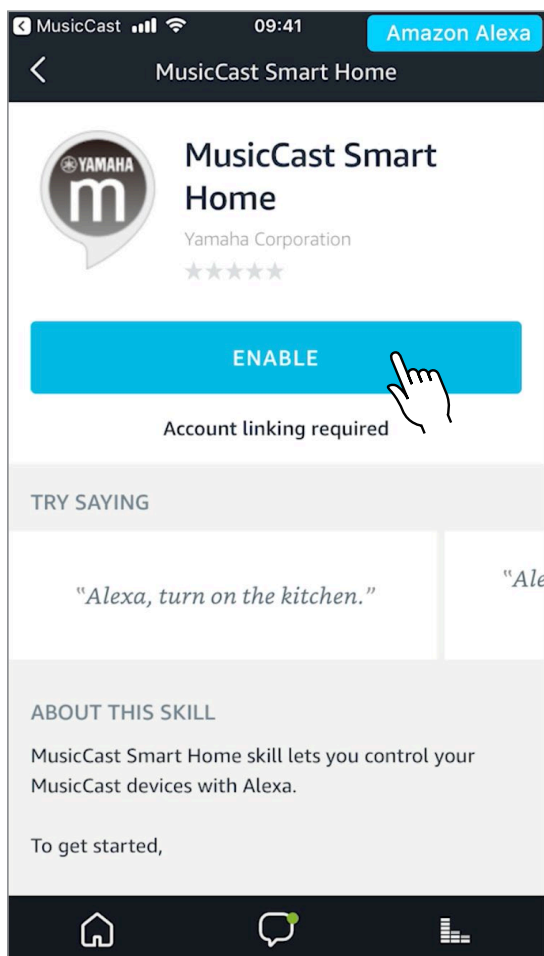 MusicCast 09:41
Amazon Alexa
MusicCast Smart Home
YAMAHA
m
MusicCast Smart
Home
Yamaha Corporation
ENABLE
Account linking required
TRY SAYING
“Alexa, turn on the kitchen.”
“Ale
ABOUT THIS SKILL
MusicCast Smart Home skill lets you control your
MusicCast devices with Alexa.
To get started,